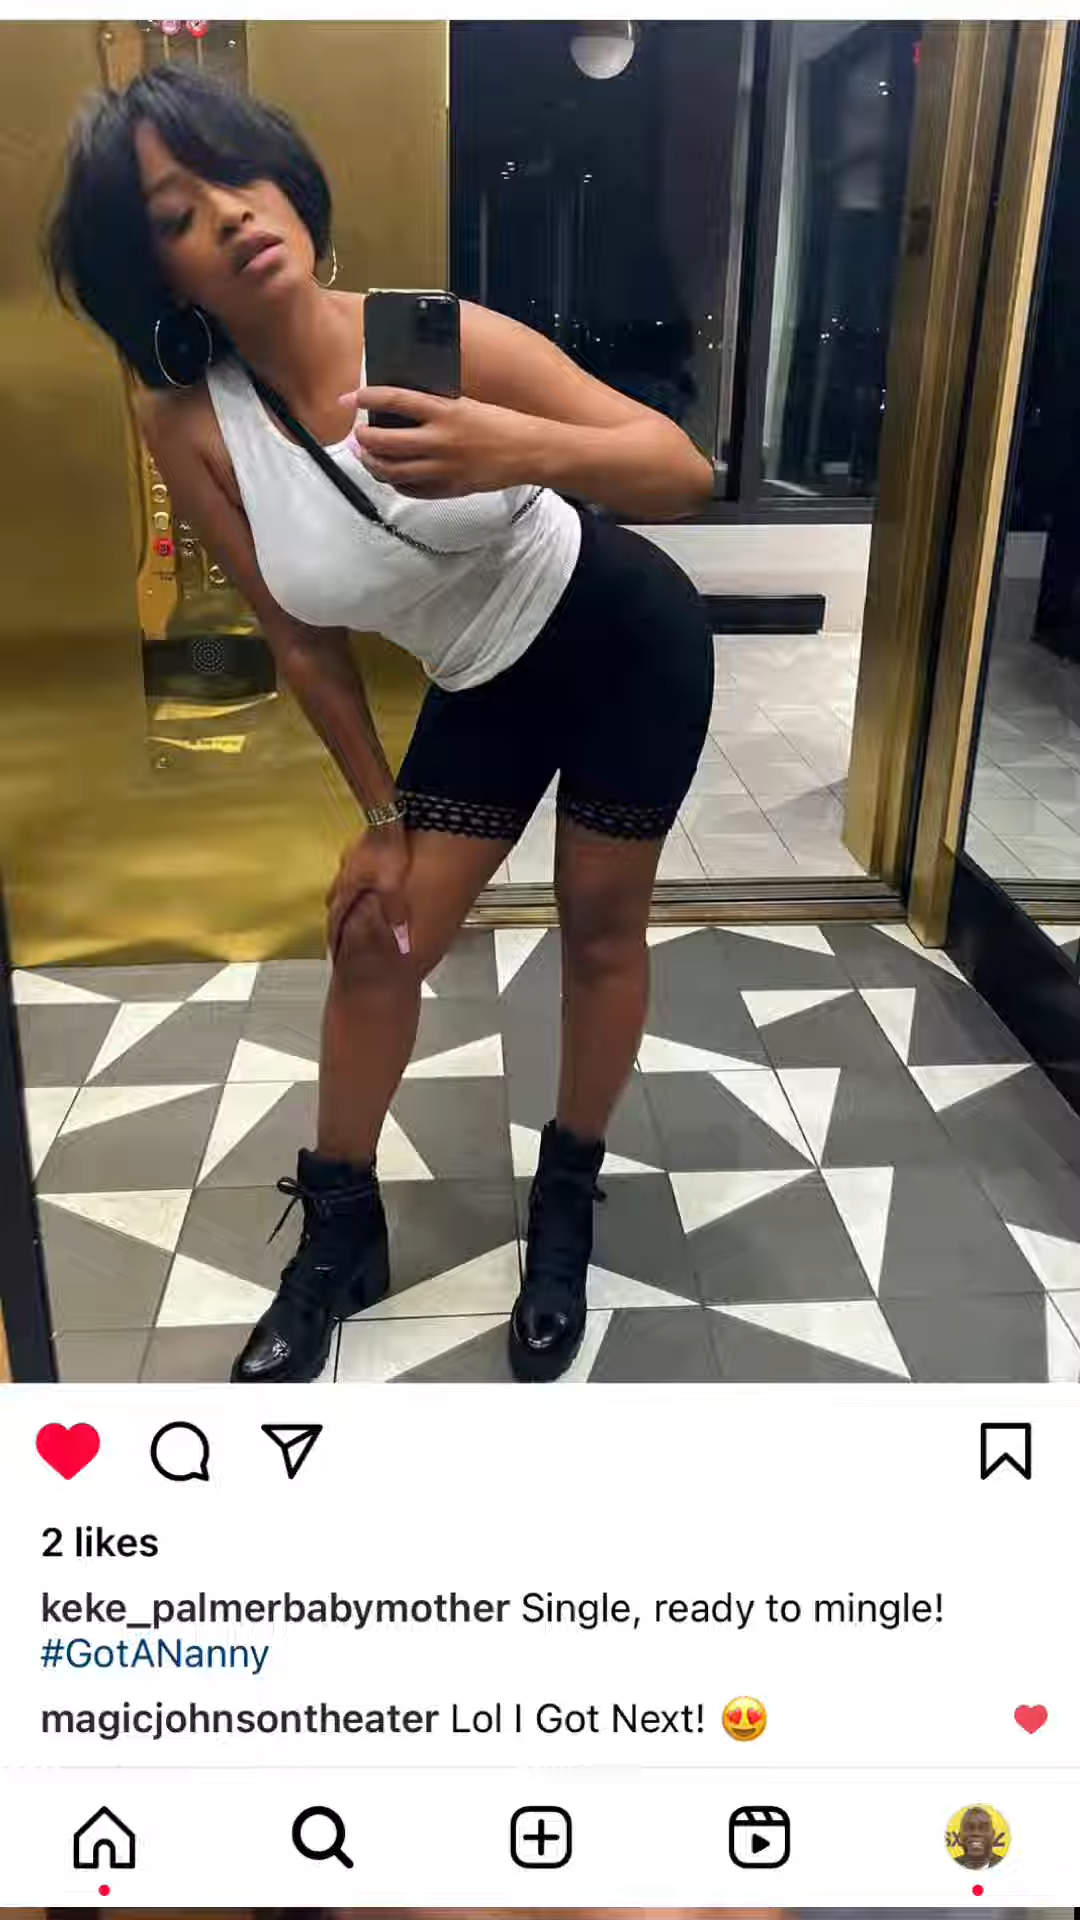 2 likes
keke_palmerbabymother Single, ready to mingle!
#GotANanny
magicjohnsontheater Lol I Got Next! 😍